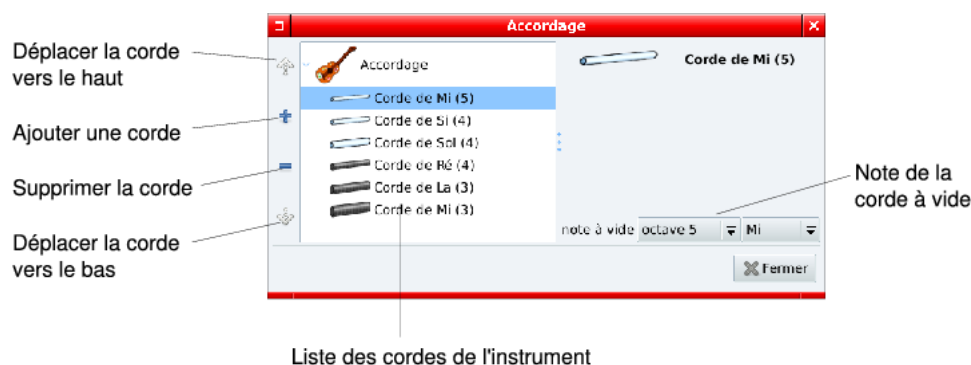 Accordage
Déplacer la corde
vers le haut
Ajouter une corde
Supprimer la corde
Déplacer la corde
vers le bas
Accordage
Corde de Mi (5)
Corde de Si (4)
Corde de Sol (4)
Corde de Ré (4)
Corde de La (3)
Corde de Mi (3)
Corde de Mi (5)
note à vide octave 5 Mi
Fermer
Note de la
corde à vide
Liste des cordes de l'instrument